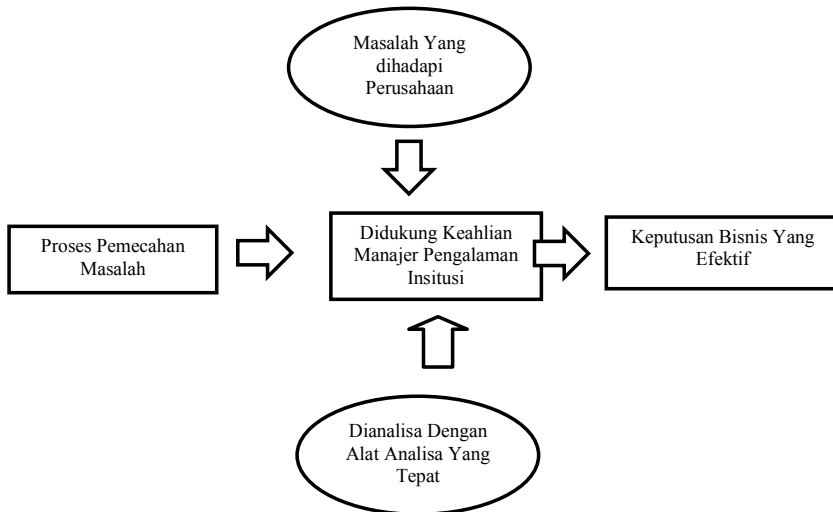 Masalah Yang
dihadapi
Perusahaan
Proses Pemecahan
Masalah
Didukung Keahlian
Manajer Pengalaman
Insitusi
Keputusan Bisnis Yang
Efektif
Dianalisa Dengan
Alat Analisa Yang
Tepat